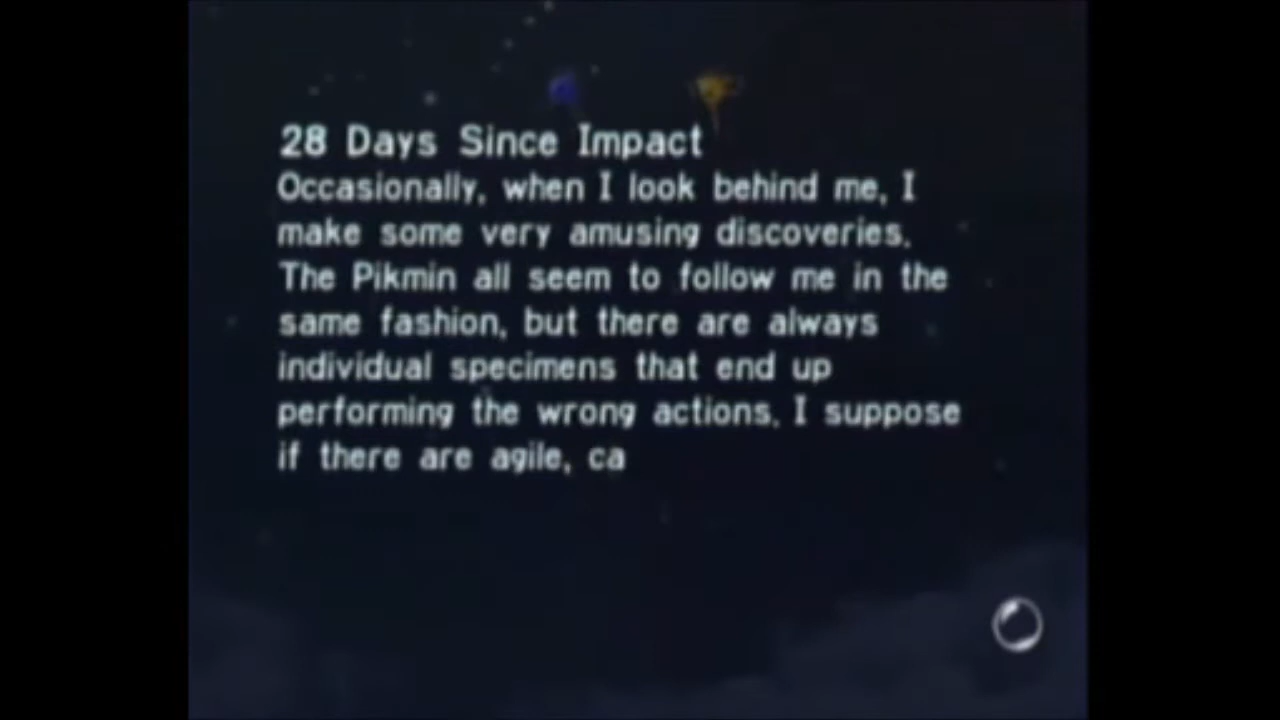 28 Days Since Impact
Occasionally, when I look behind me, I
make some very amusing discoveries.
The Pikmin all seem to follow me in the
same fashion, but there are always
individual specimens that end up
performing the wrong actions. I suppose
if there are agile, ca